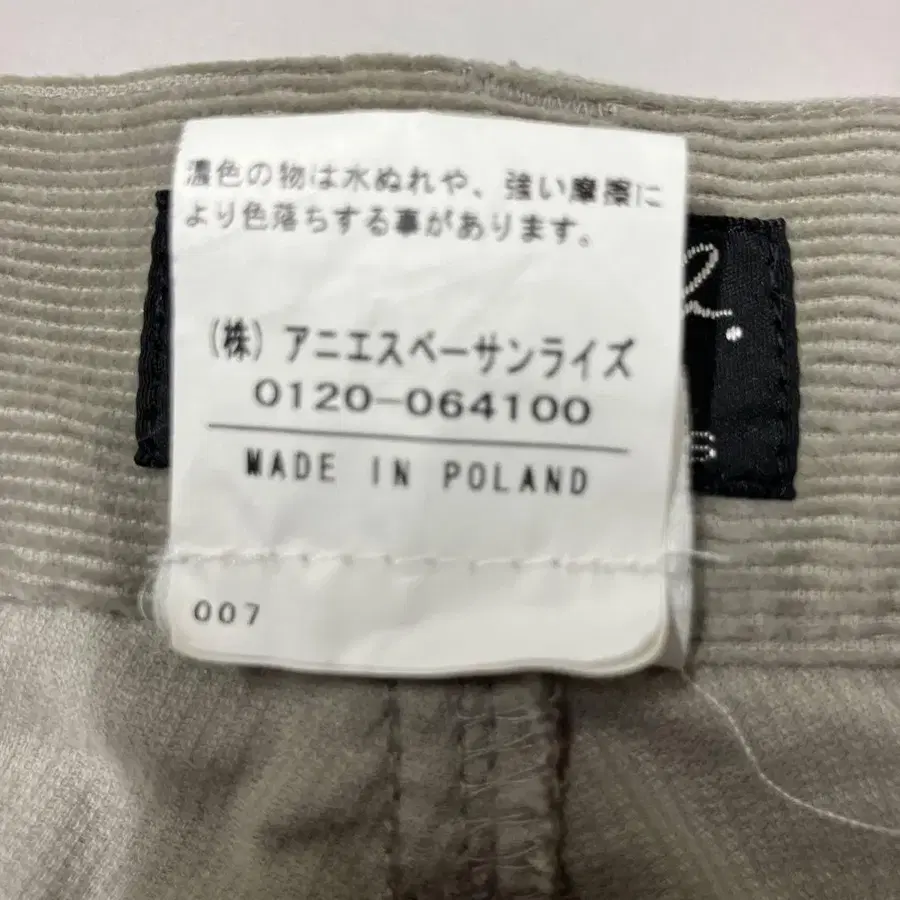 濃色の物は水ぬれや、強い摩擦に
より色落ちする事があります。
(株) アニエスベーサンライズ
0120-064100
MADE IN POLAND
007